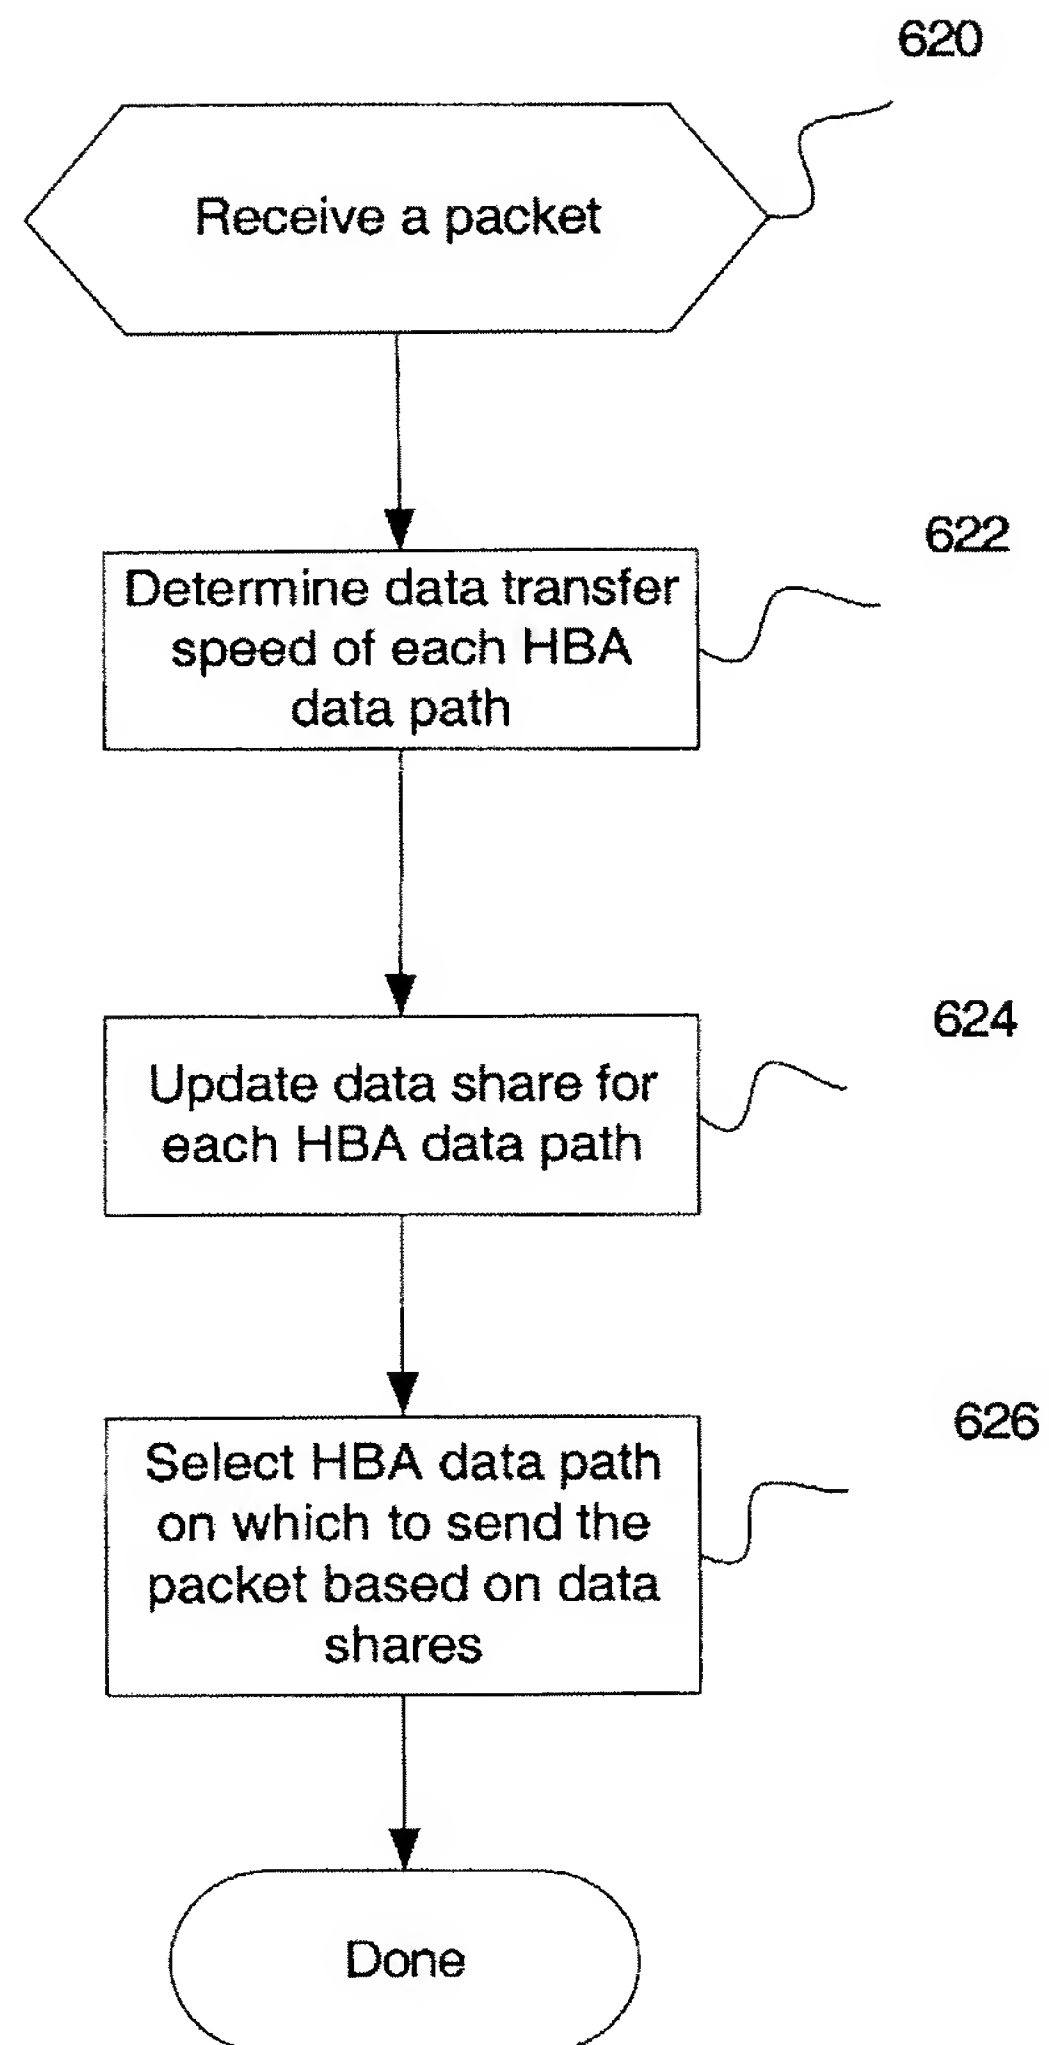 620
Receive a packet
622
Determine data transfer
speed of each HBA
data path
624
Update data share for
each HBA data path
626
Select HBA data path
on which to send the
packet based on data
shares
Done